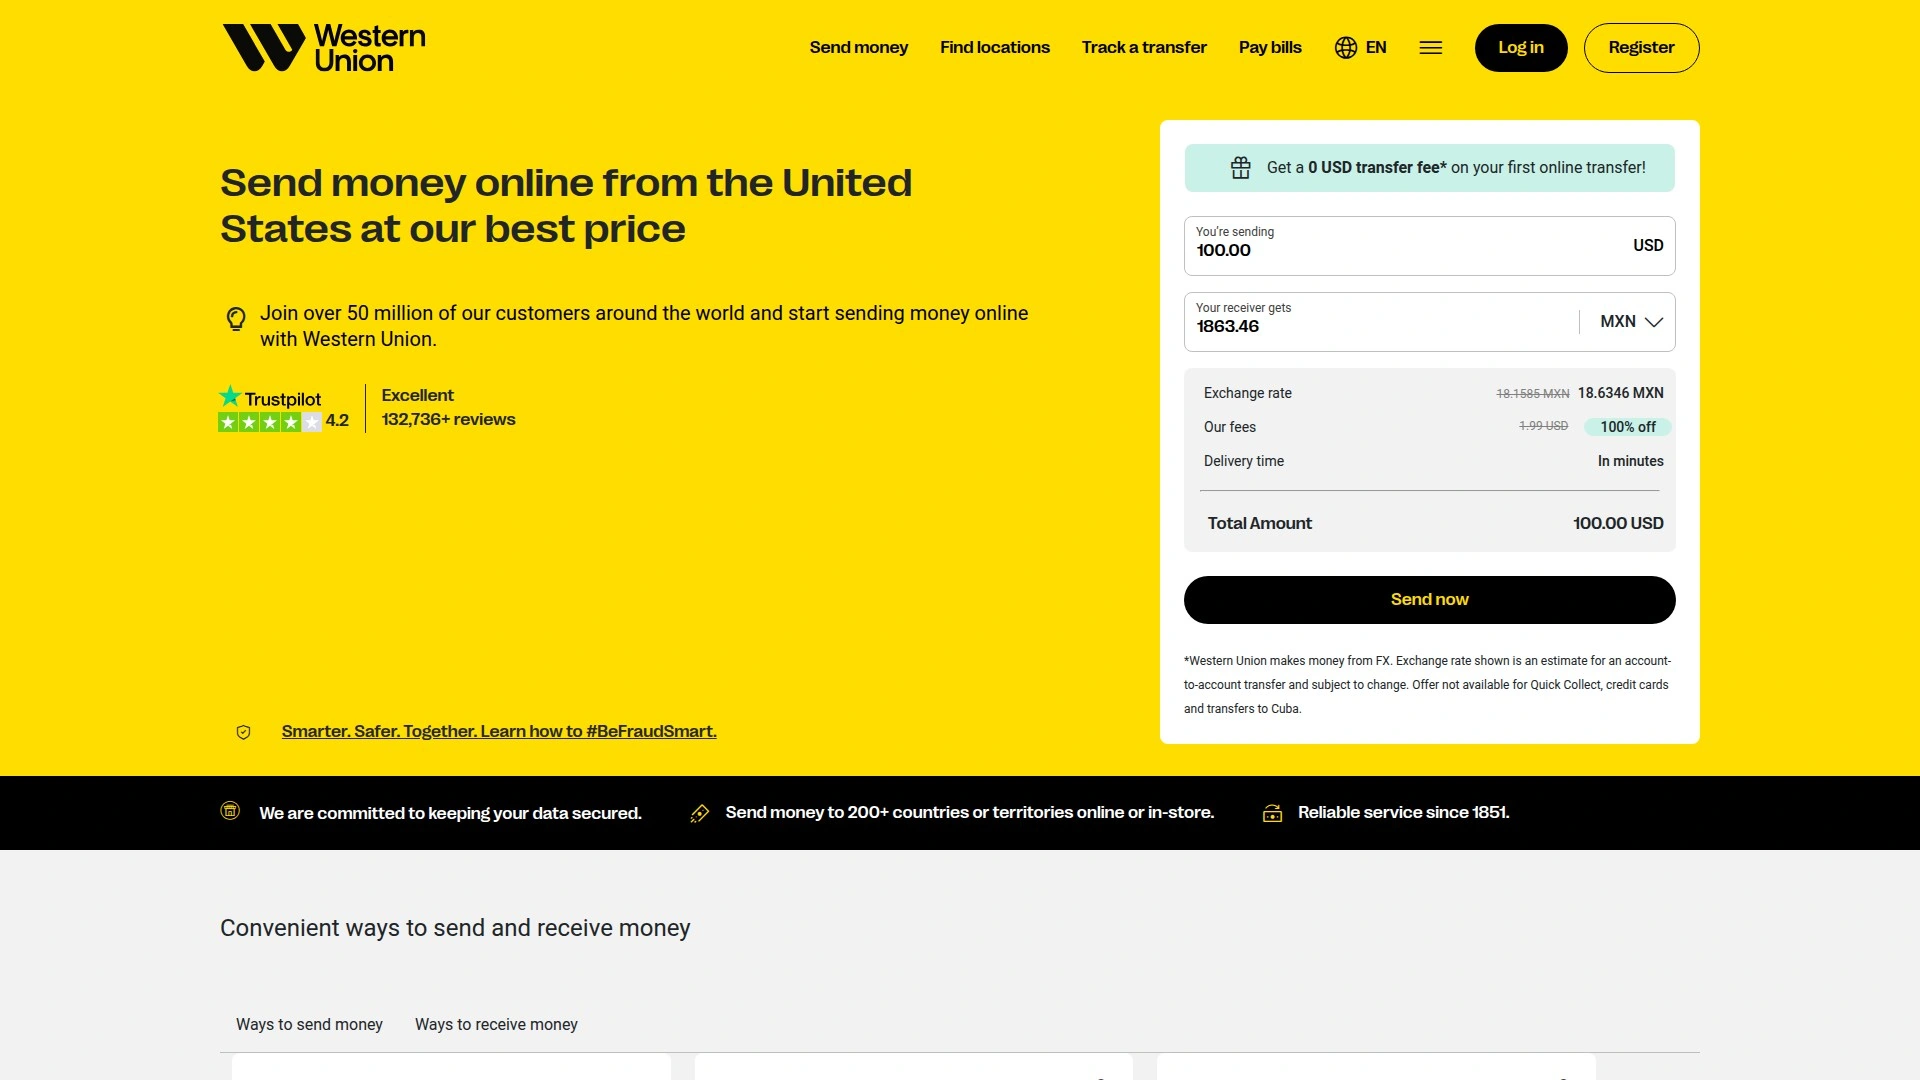 Western
Union
Send money
Find locations
Track a transfer
Pay bills
EN
Log in
Register
Send money online from the United
States at our best price
Join over 50 million of our customers around the world and start sending money online
with Western Union.
Trustpilot
4.2
Excellent
132,736+ reviews
Smarter. Safer. Together. Learn how to #BeFraudSmart.
Get a 0 USD transfer fee* on your first online transfer!
You're sending
100.00
USD
Your receiver gets
1863.46
MXN
Exchange rate 18.1585 MXN 18.6346 MXN
Our fees 1.99 USD 100% off
Delivery time In minutes
Total Amount 100.00 USD
Send now
*Western Union makes money from FX. Exchange rate shown is an estimate for an account-
to-account transfer and subject to change. Offer not available for Quick Collect, credit cards
and transfers to Cuba.
We are committed to keeping your data secured.
Send money to 200+ countries or territories online or in-store.
Reliable service since 1851.
Convenient ways to send and receive money
Ways to send money
Ways to receive money